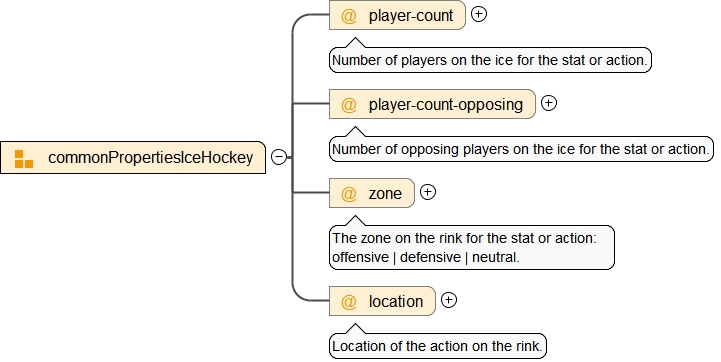 @ player-count
Number of players on the ice for the stat or action.
@ player-count-opposing
Number of opposing players on the ice for the stat or action.
commonPropertiesIceHockey
@ zone
The zone on the rink for the stat or action:
offensive | defensive | neutral.
@ location
Location of the action on the rink.